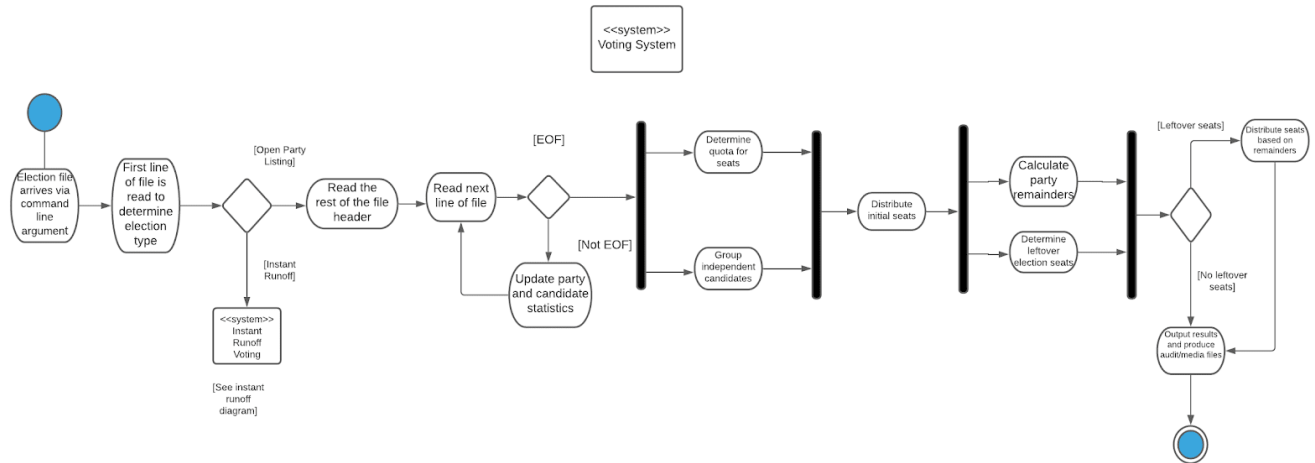 <<system>>
Voting System
Election file
arrives via
command
line
argument
First line
of file is
read to
determine
election
type
[Open Party
Listing]
[Instant
Runoff]
<<system>>
Instant
Runoff
Voting
[See instant
runoff
diagram]
Read the
rest of the file
header
Read next
line of file
[EOF]
[Not EOF]
Update party
and candidate
statistics
Determine
quota for
seats
Group
independent
candidates
Distribute
initial seats
Calculate
party
remainders
Determine
leftover
election seats
[Leftover seats]
Distribute seats
based on
remainders
[No leftover
seats]
Output results
and produce
audit/media files